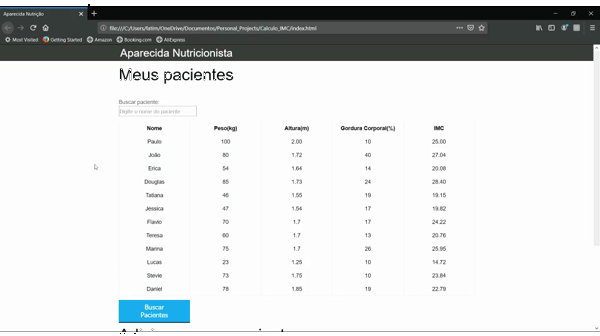 Aparecida Nutrição
file:///C:/Users/fatim/OneDrive/Documentos/Personal_Projects/Calculo_IMC/index.html
Most Visited Getting Started Amazon Booking.com AliExpress
Aparecida Nutricionista
Meus pacientes
Buscar paciente:
Digite o nome do paciente
Nome Peso(kg) Altura(m) Gordura Corporal(%) IMC
Paulo 100 2.00 10 25.00
João 80 1.72 40 27.04
Erica 54 1.64 14 20.08
Douglas 85 1.73 24 28.40
Tatiana 46 1.55 19 19.15
Jéssica 47 1.54 17 19.82
Flavio 70 1.7 17 24.22
Teresa 60 1.7 13 20.76
Marina 75 1.7 26 25.95
Lucas 23 1.25 10 14.72
Stevie 73 1.75 10 23.84
Daniel 78 1.85 19 22.79
Buscar
Pacientes